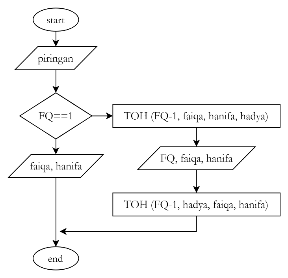 start
piringan
FQ==1
TOH (FQ-1, faiqa, hanifa, hadya)
faiqa, hanifa
FQ, faiqa, hanifa
TOH (FQ-1, hadya, faiqa, hanifa)
end